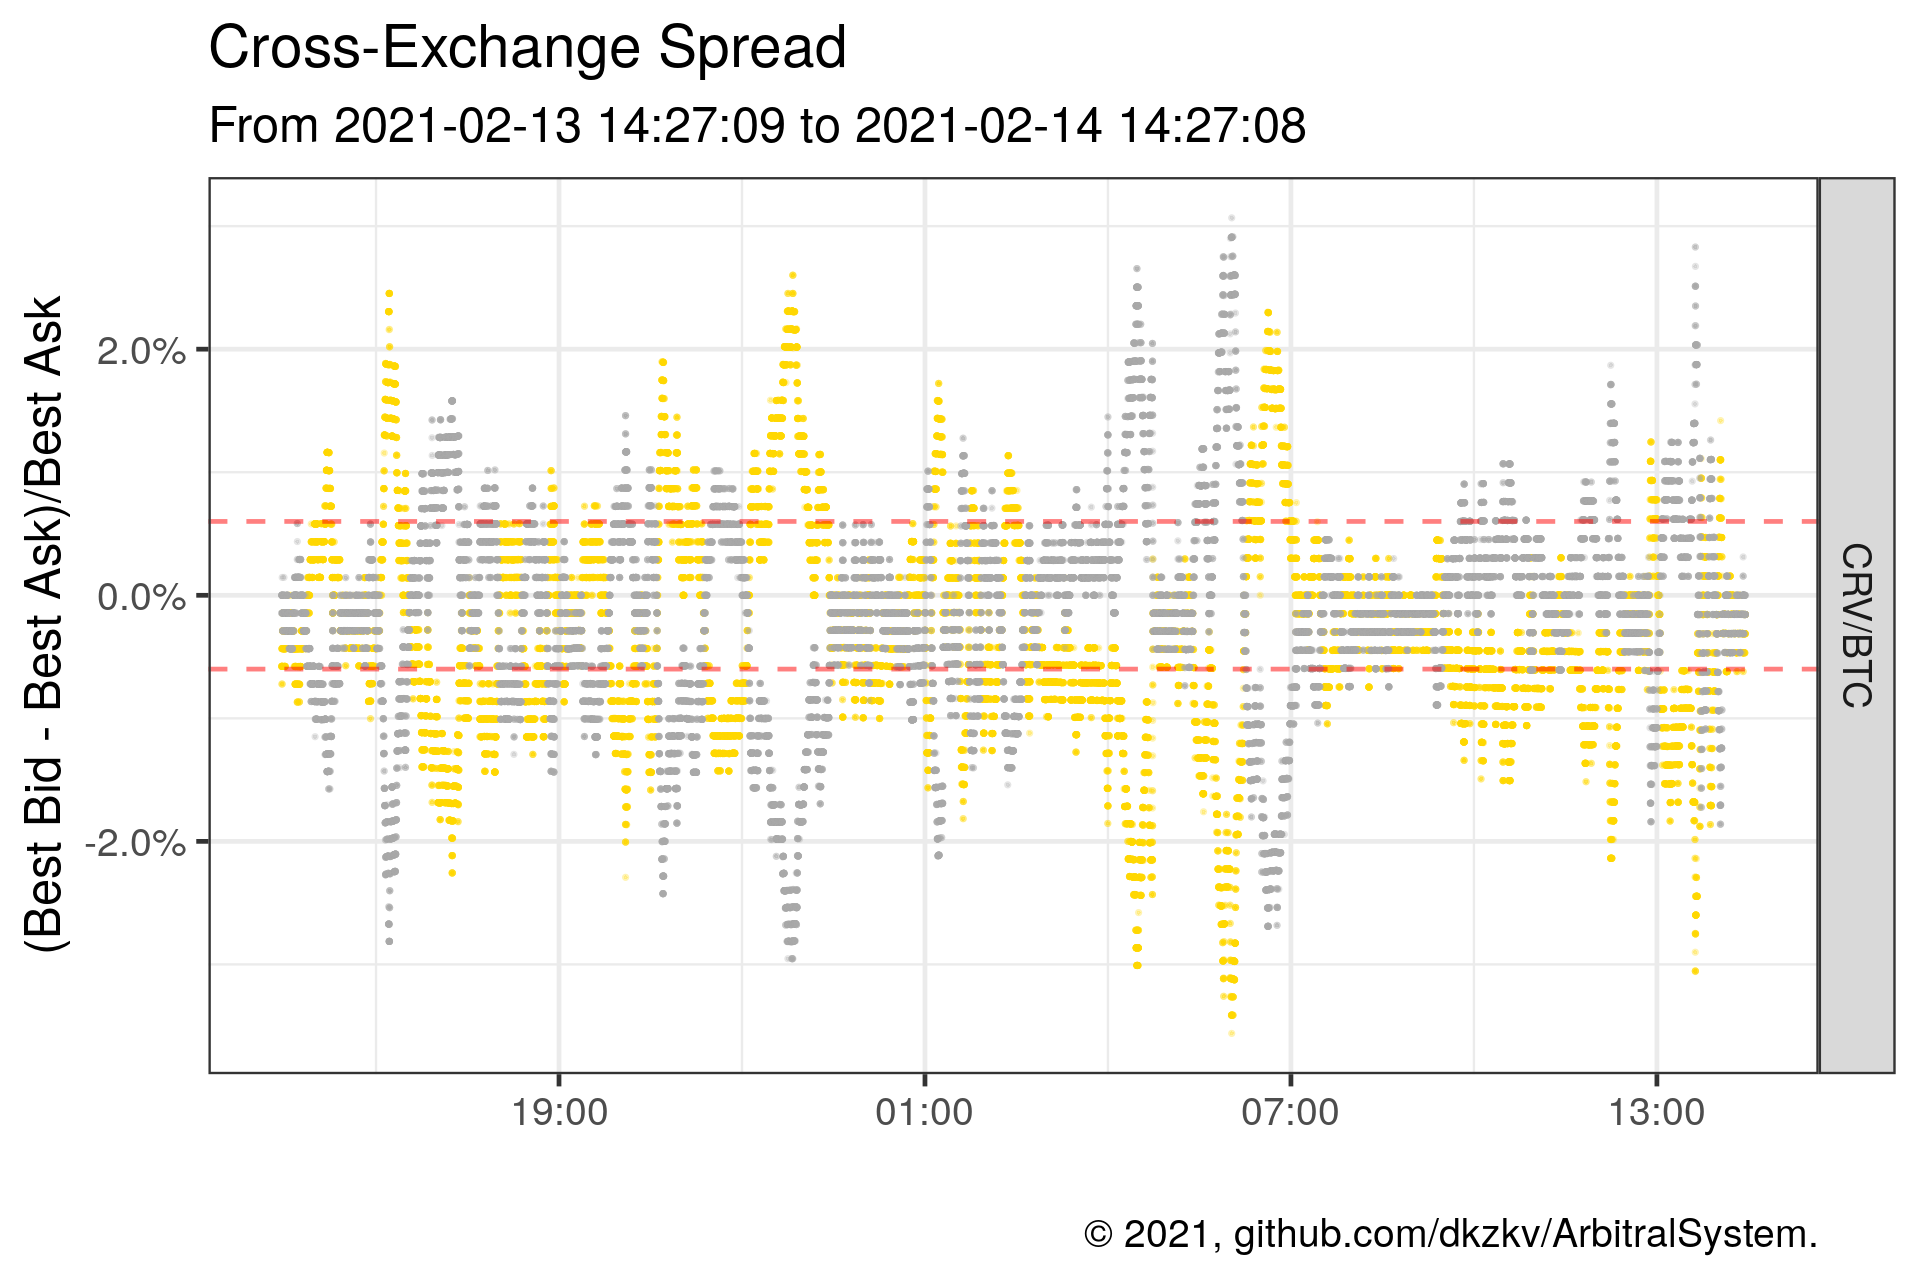 Cross-Exchange Spread
From 2021-02-13 14:27:09 to 2021-02-14 14:27:08
(Best Bid - Best Ask)/Best Ask
2.0%
0.0%
-2.0%
CRV/BTC
19:00
01:00
07:00
13:00
© 2021, github.com/dkzkv/ArbitralSystem.